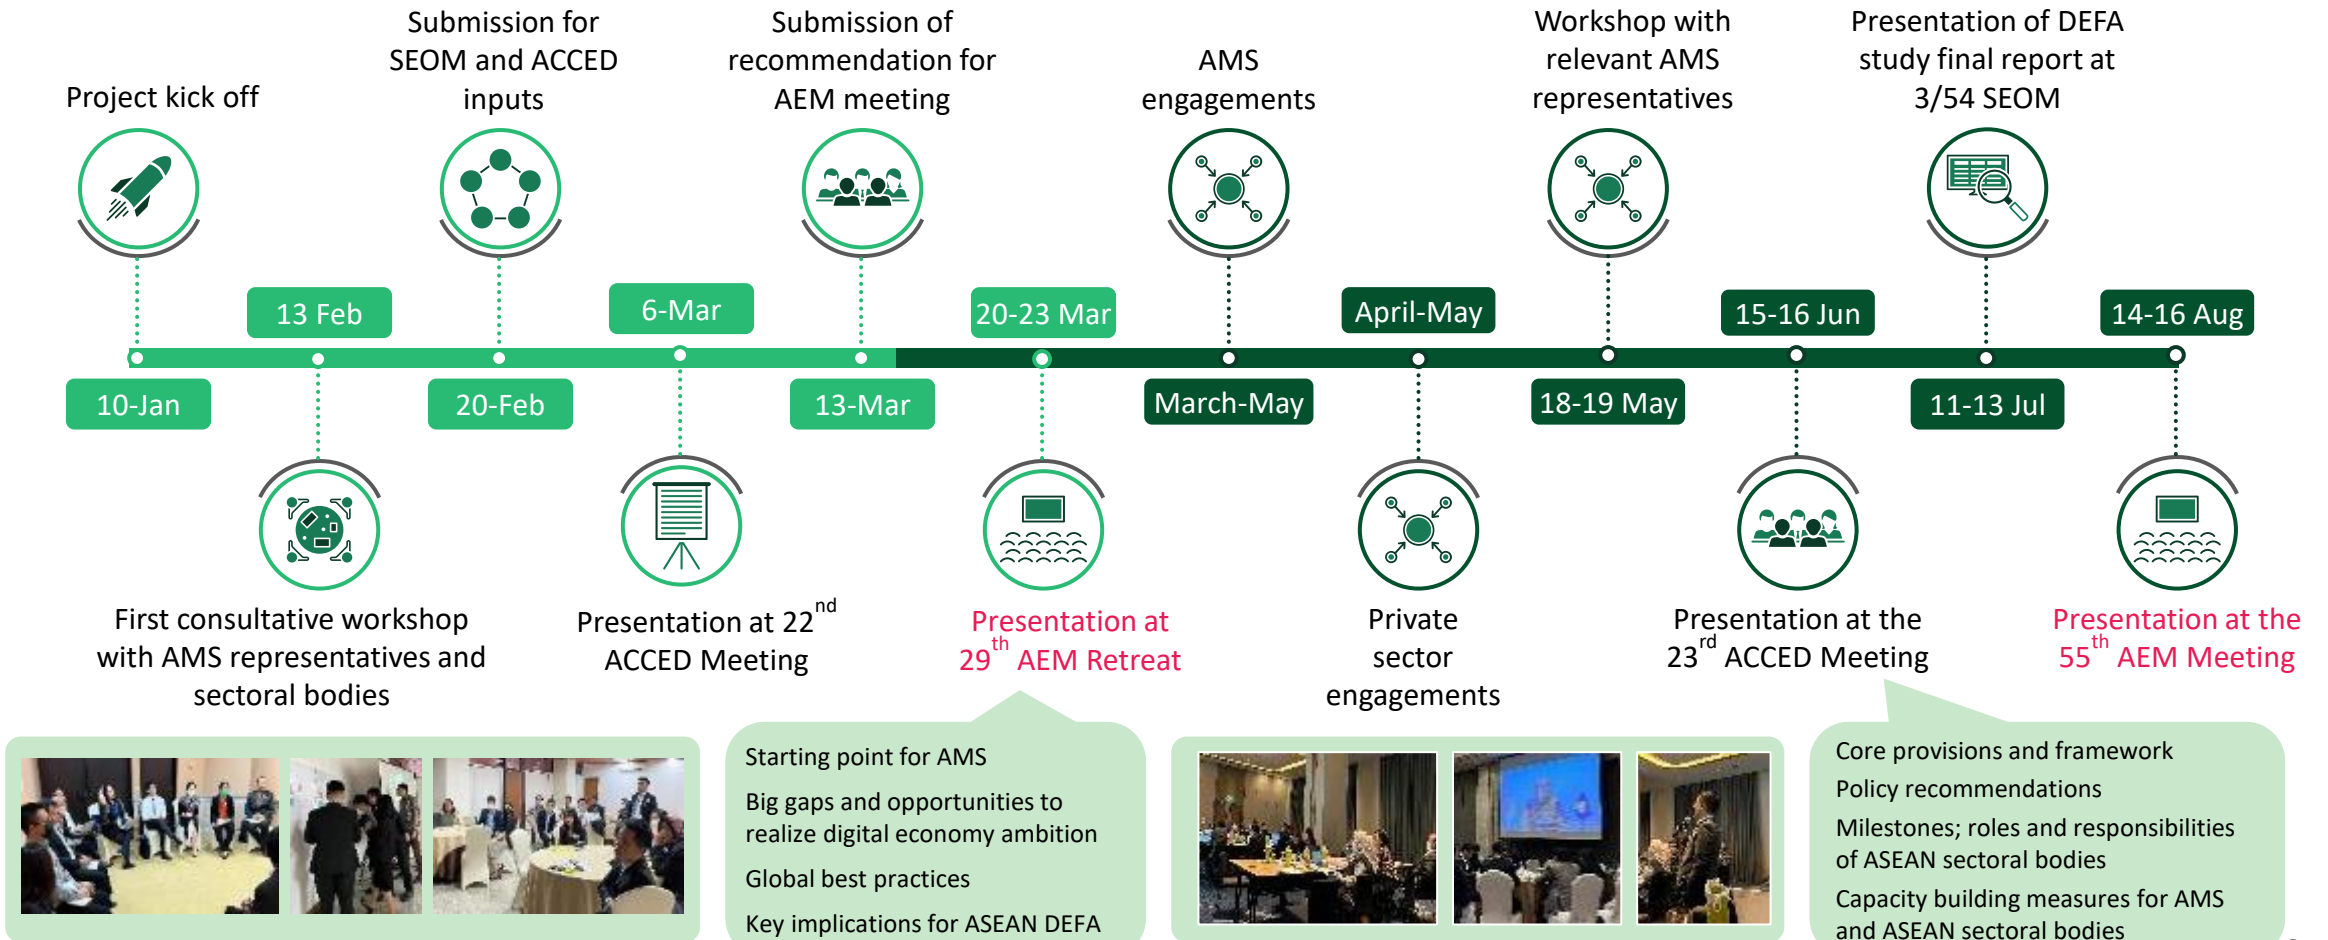 Project kick off
Submission for
SEOM and ACCED
inputs
Submission of
recommendation for
AEM meeting
AMS
engagements
Workshop with
relevant AMS
representatives
Presentation of DEFA
study final report at
3/54 SEOM
13 Feb
6-Mar
20-23 Mar
April-May
15-16 Jun
14-16 Aug
10-Jan
20-Feb
13-Mar
March-May
18-19 May
11-13 Jul
First consultative workshop
with AMS representatives and
sectoral bodies
Presentation at 22nd
ACCED Meeting
Presentation at
29th AEM Retreat
Private
sector
engagements
Presentation at the
23rd ACCED Meeting
Presentation at the
55th AEM Meeting
Starting point for AMS
Big gaps and opportunities to
realize digital economy ambition
Global best practices
Key implications for ASEAN DEFA
Core provisions and framework
Policy recommendations
Milestones; roles and responsibilities
of ASEAN sectoral bodies
Capacity building measures for AMS
and ASEAN sectoral bodies